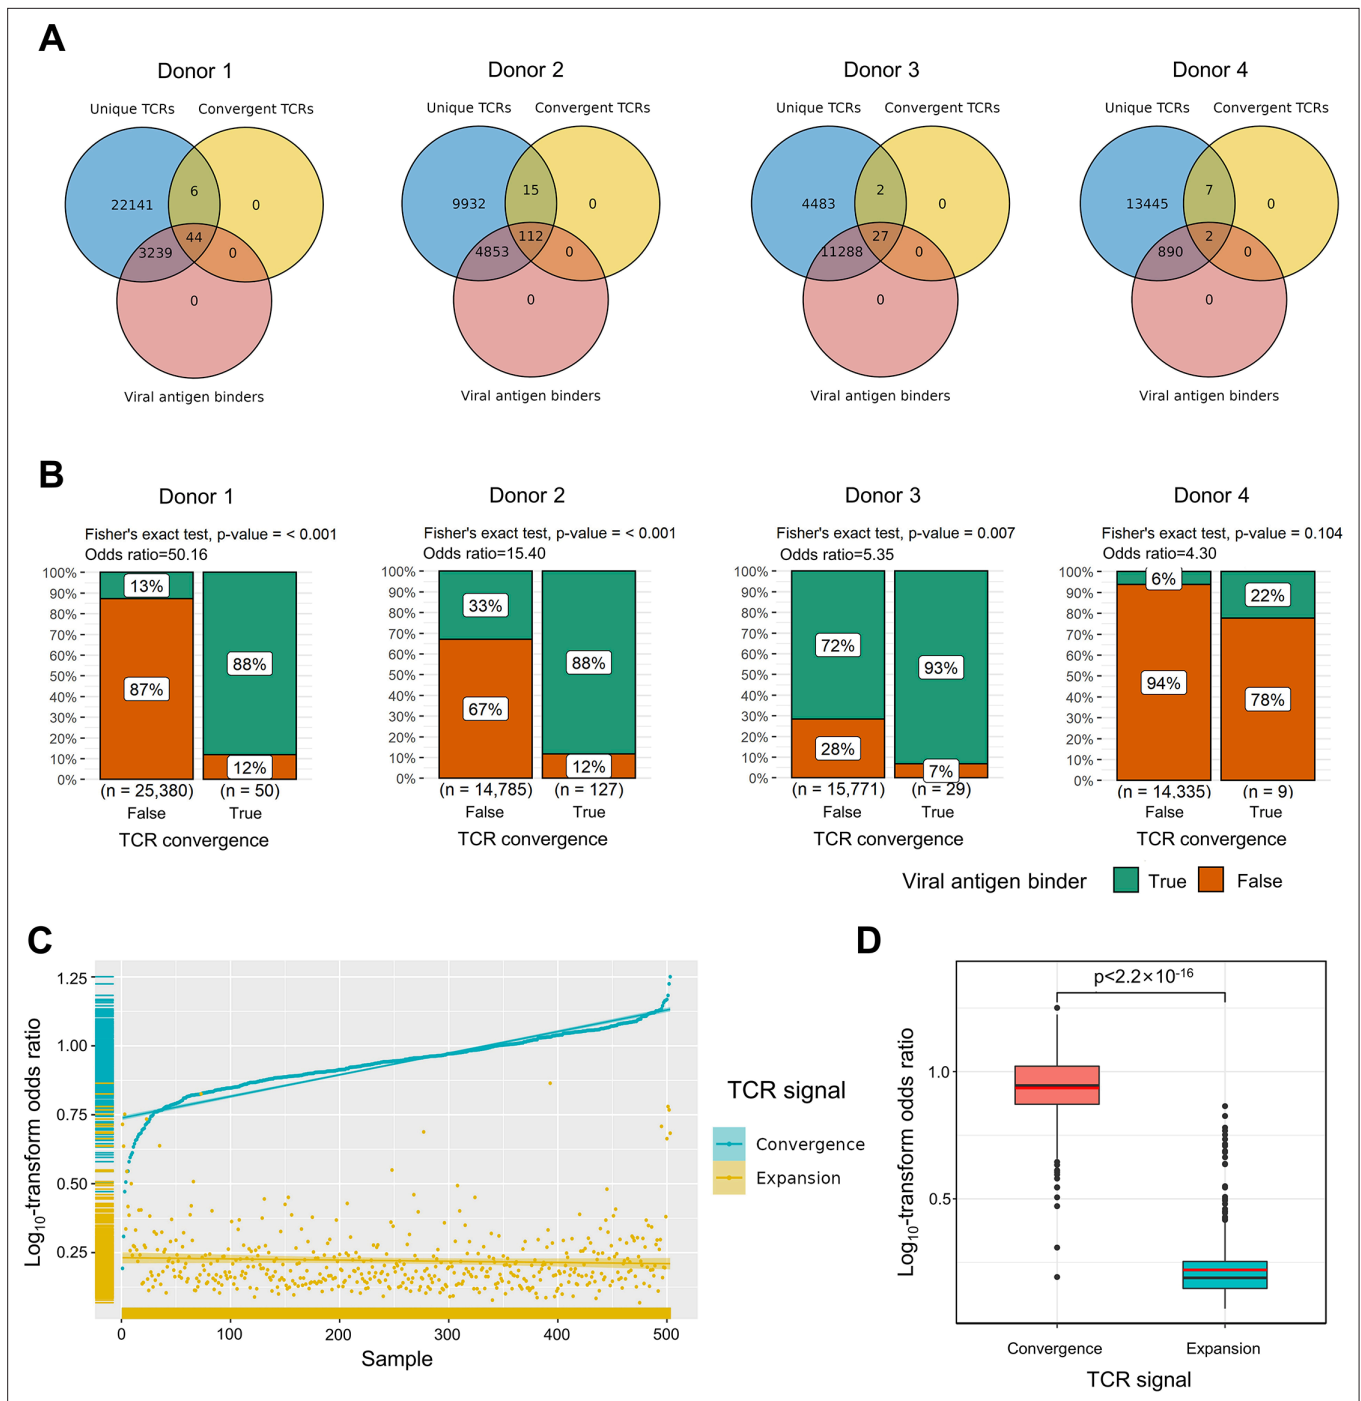 A
Donor 1
Donor 2
Donor 3
Donor 4
Unique TCRs
Convergent TCRs
Unique TCRs
Convergent TCRs
Unique TCRs
Convergent TCRs
Unique TCRs
Convergent TCRs
22141
6
0
44
3239
0
0
9932
15
0
112
4853
0
0
4483
2
0
27
11288
0
0
13445
7
0
2
890
0
0
Viral antigen binders
Viral antigen binders
Viral antigen binders
Viral antigen binders
B
Donor 1
Fisher's exact test, p-value = < 0.001
Odds ratio=50.16
100%
90%
80%
70%
60%
50%
40%
30%
20%
10%
0%
13%
87%
88%
12%
(n = 25,380)
(n = 50)
False
True
TCR convergence
Donor 2
Fisher's exact test, p-value = < 0.001
Odds ratio=15.40
100%
90%
80%
70%
60%
50%
40%
30%
20%
10%
0%
33%
67%
88%
12%
(n = 14,785)
(n = 127)
False
True
TCR convergence
Donor 3
Fisher's exact test, p-value = 0.007
Odds ratio=5.35
100%
90%
80%
70%
60%
50%
40%
30%
20%
10%
0%
72%
28%
93%
7%
(n = 15,771)
(n = 29)
False
True
TCR convergence
Donor 4
Fisher's exact test, p-value = 0.104
Odds ratio=4.30
100%
90%
80%
70%
60%
50%
40%
30%
20%
10%
0%
6%
94%
22%
78%
(n = 14,335)
(n = 9)
False
True
TCR convergence
Viral antigen binder
True
False
C
Log10-transform odds ratio
1.25
1.00
0.75
0.50
0.25
0
100
200
300
400
500
Sample
TCR signal
Convergence
Expansion
D
p<2.2×10-16
Log10-transform odds ratio
1.0
0.5
Convergence
Expansion
TCR signal